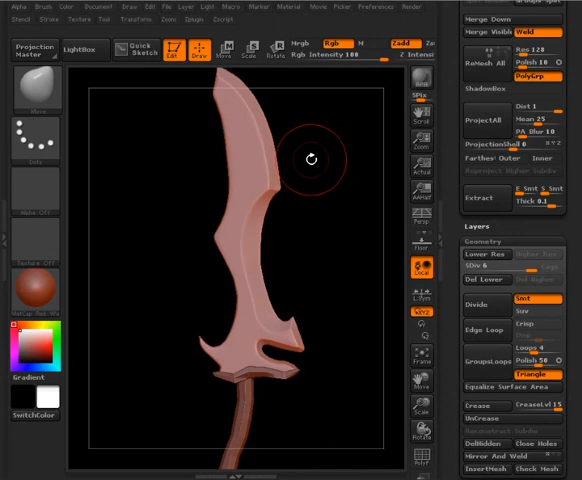 Alpha Brush Color Document Draw Edit File Layer Light Macro Material Movie Picker Preferences Render
Stencil Stroke Texture Tool Transform Zoom Zplugin Zscript
Projection Master
LightBox
Quick Sketch
Edit
Draw
Move
Scale
Rotate
Mrgb Rgb M
Rgb Intensity 100
Zadd
Z Intensi
Move
Dots
Alpha Off
Texture Off
MatCap Red Wa
Gradient
SwitchColor
SPix
Scroll
Zoom
Actual
AAHalf
Persp
Floor
Local
L.Sym
Frame
Move
Scale
Rotate
PolyF
Merge Down
Merge Visible Weld
ReMesh All
Res 128
Polish 10
PolyGrp
ShadowBox
ProjectAll
Dist 1
Mean 25
PA Blur 10
ProjectionShell 0
Farthest Outer Inner
Reproject Higher Subdiv
Extract
E Smt S Smt
Thick 0.1
Layers
Geometry
Lower Res Higher Res
SDiv 6
Cage
Del Lower Del Higher
Divide
Smt
Suv
Edge Loop
Crisp
Disp
GroupsLoops
Loops 4
Polish 50
Triangle
Equalize Surface Area
Crease CreaseLvl 15
UnCrease
Reconstruct Subdiv
DelHidden Close Holes
Mirror And Weld
InsertMesh Check Mesh